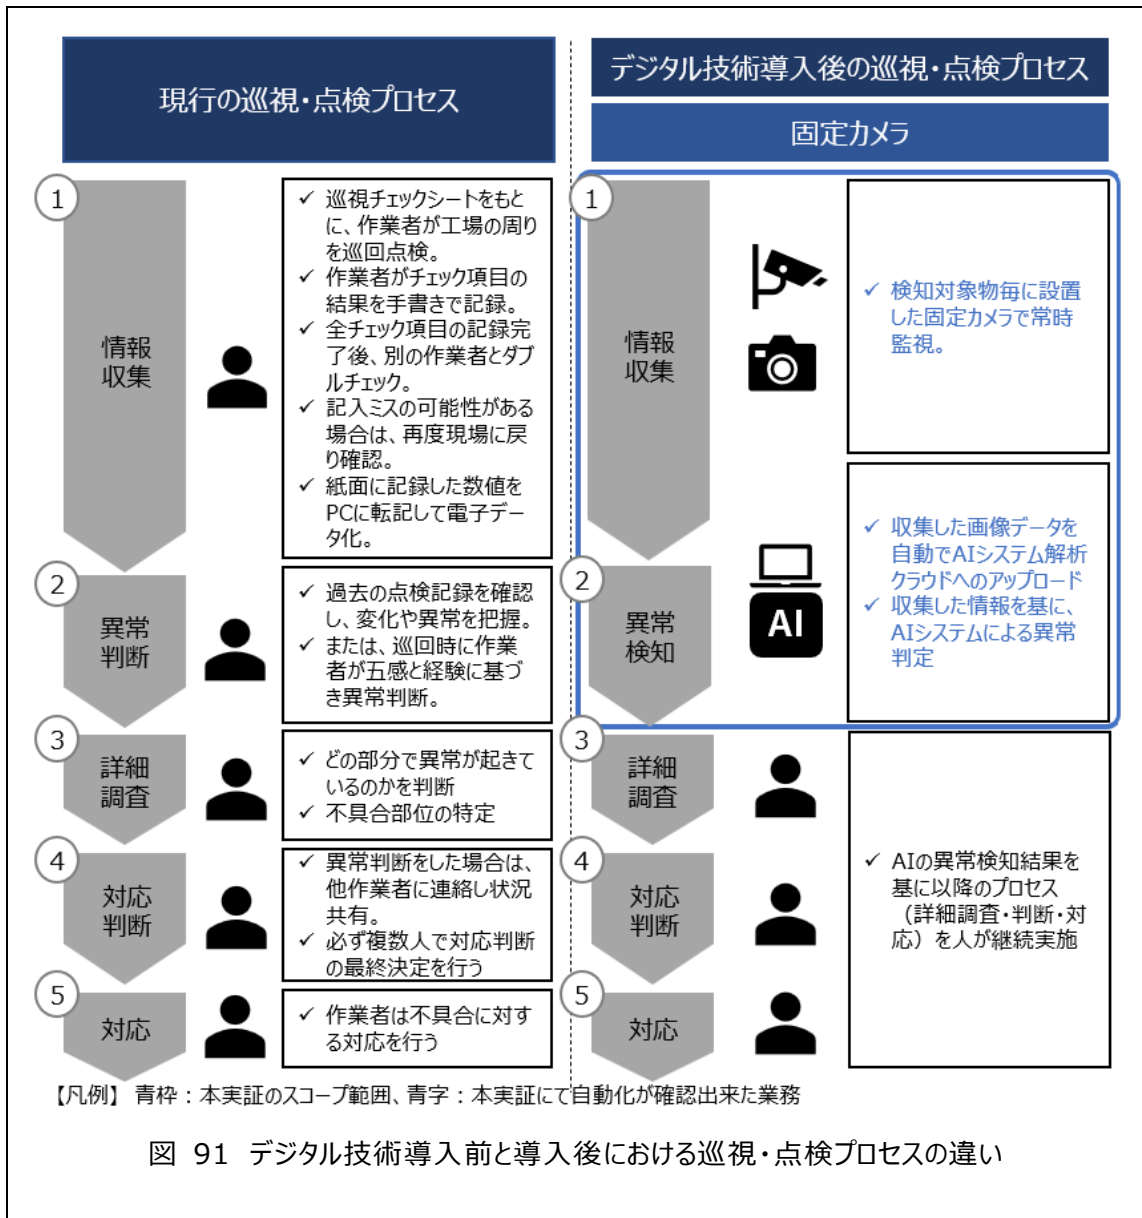 現行の巡視・点検プロセス
1
情報
収集
✓ 巡視チェックシートをもと
に、作業者が工場の周り
を巡回点検。
✓ 作業者がチェック項目の
結果を手書きで記録。
✓ 全チェック項目の記録完
了後、別の作業者とダブ
ルチェック。
✓ 記入ミスの可能性がある
場合は、再度現場に戻
り確認。
✓ 紙面に記録した数値を
PCに転記して電子デー
タ化。
2
異常
判断
✓ 過去の点検記録を確認
し、変化や異常を把握。
✓ または、巡回時に作業
者が五感と経験に基づ
き異常判断。
3
詳細
調査
✓ どの部分で異常が起きて
いるのかを判断
✓ 不具合部位の特定
4
対応
判断
✓ 異常判断をした場合は、
他作業者に連絡し状況
共有。
✓ 必ず複数人で対応判断
の最終決定を行う
5
対応
✓ 作業者は不具合に対す
る対応を行う
デジタル技術導入後の巡視・点検プロセス
固定カメラ
1
情報
収集
✓ 検知対象物毎に設置
した固定カメラで常時
監視。
2
異常
検知
AI
✓ 収集した画像データを
自動でAIシステム解析
クラウドへのアップロード
✓ 収集した情報を基に、
AIシステムによる異常
判定
3
詳細
調査
4
対応
判断
5
対応
✓ AIの異常検知結果を
基に以降のプロセス
（詳細調査・判断・対
応）を人が継続実施
【凡例】 青枠：本実証のスコープ範囲、青字：本実証にて自動化が確認出来た業務
図 91 デジタル技術導入前と導入後における巡視・点検プロセスの違い